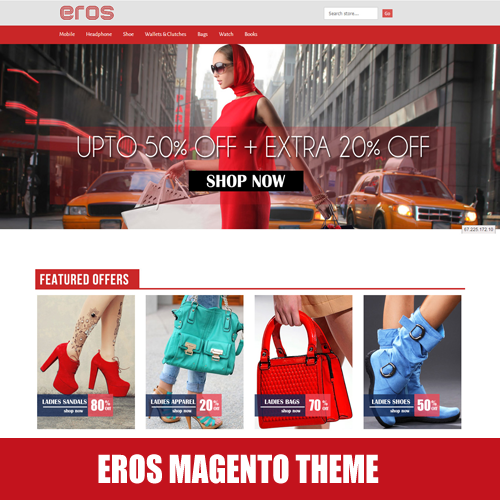 eros
Search store....
Go
Mobile Headphone Shoe Wallets & Clutches Bags Watch Books
UPTO 50% OFF + EXTRA 20% OFF
SHOP NOW
67.225.172.10
FEATURED OFFERS
LADIES SANDALS 80% Off
shop now
LADIES APPAREL 20% Off
shop now
LADIES BAGS 70% Off
shop now
LADIES SHOES 50% Off
shop now
EROS MAGENTO THEME